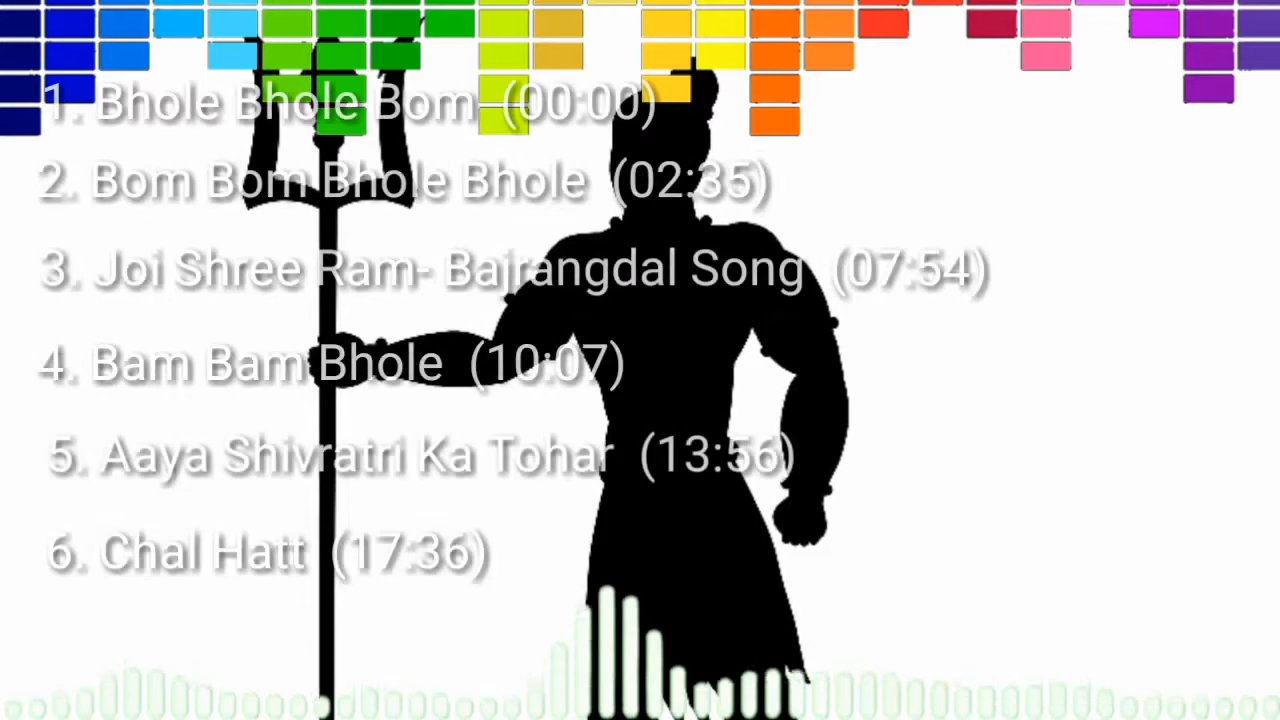 1. Bhole Bhole Bom (00:00)
2. Bom Bom Bhole Bhole (02:35)
3. Joi Shree Ram- Bajrangdal Song (07:54)
4. Bam Bam Bhole (10:07)
5. Aaya Shivratri Ka Tohar (13:56)
6. Chal Hatt (17:36)